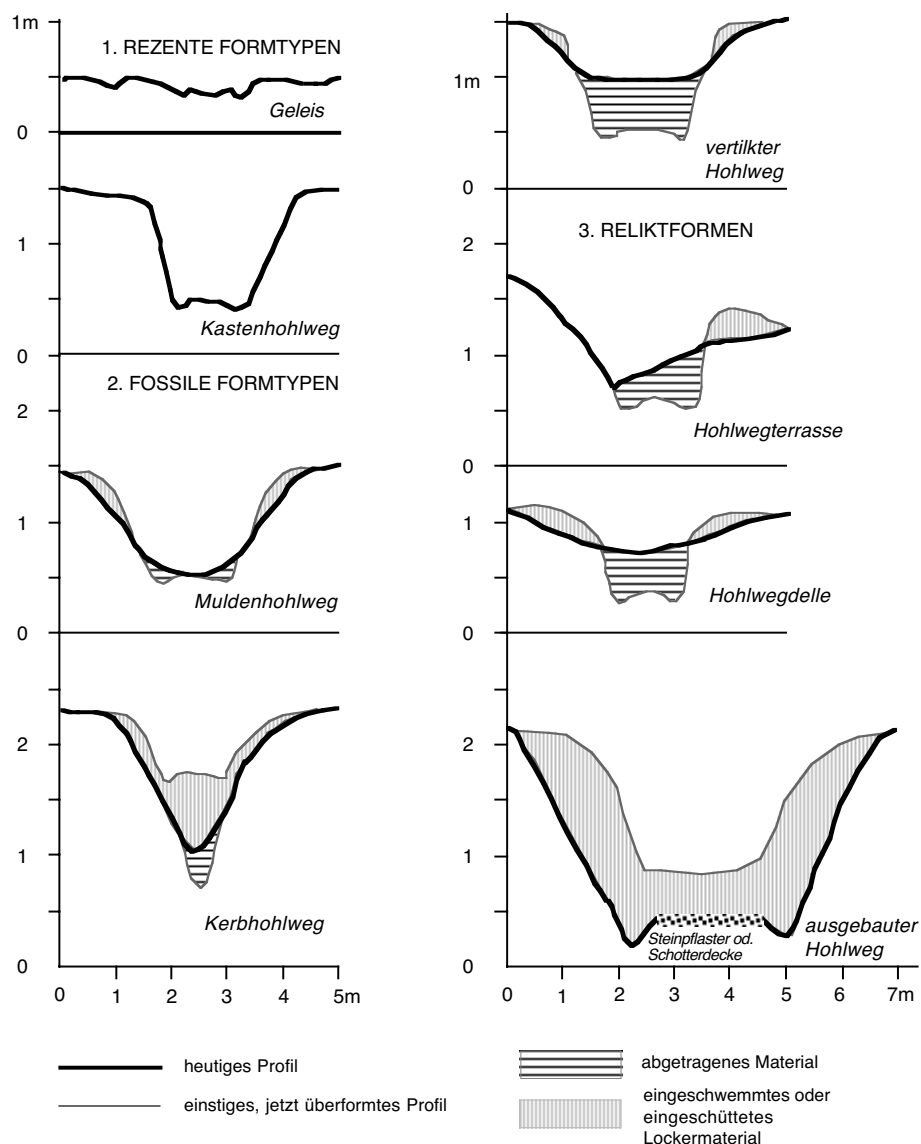 1m
1. REZENTE FORMTYPEN
Geleis
0
1
Kastenhohlweg
0
2. FOSSILE FORMTYPEN
2
1
Muldenhohlweg
0
2
1
Kerbhohlweg
0
0 1 2 3 4 5m
1m
vertilkter
Hohlweg
0
3. RELIKTFORMEN
2
1
Hohlwegterrasse
0
1
Hohlwegdelle
0
2
1
Steinpflaster od.
Schotterdecke
ausgebauter
Hohlweg
0
0 1 2 3 4 5 6 7m
heutiges Profil
einstiges, jetzt überformtes Profil
abgetragenes Material
eingeschwemmtes oder
eingeschüttetes
Lockermaterial